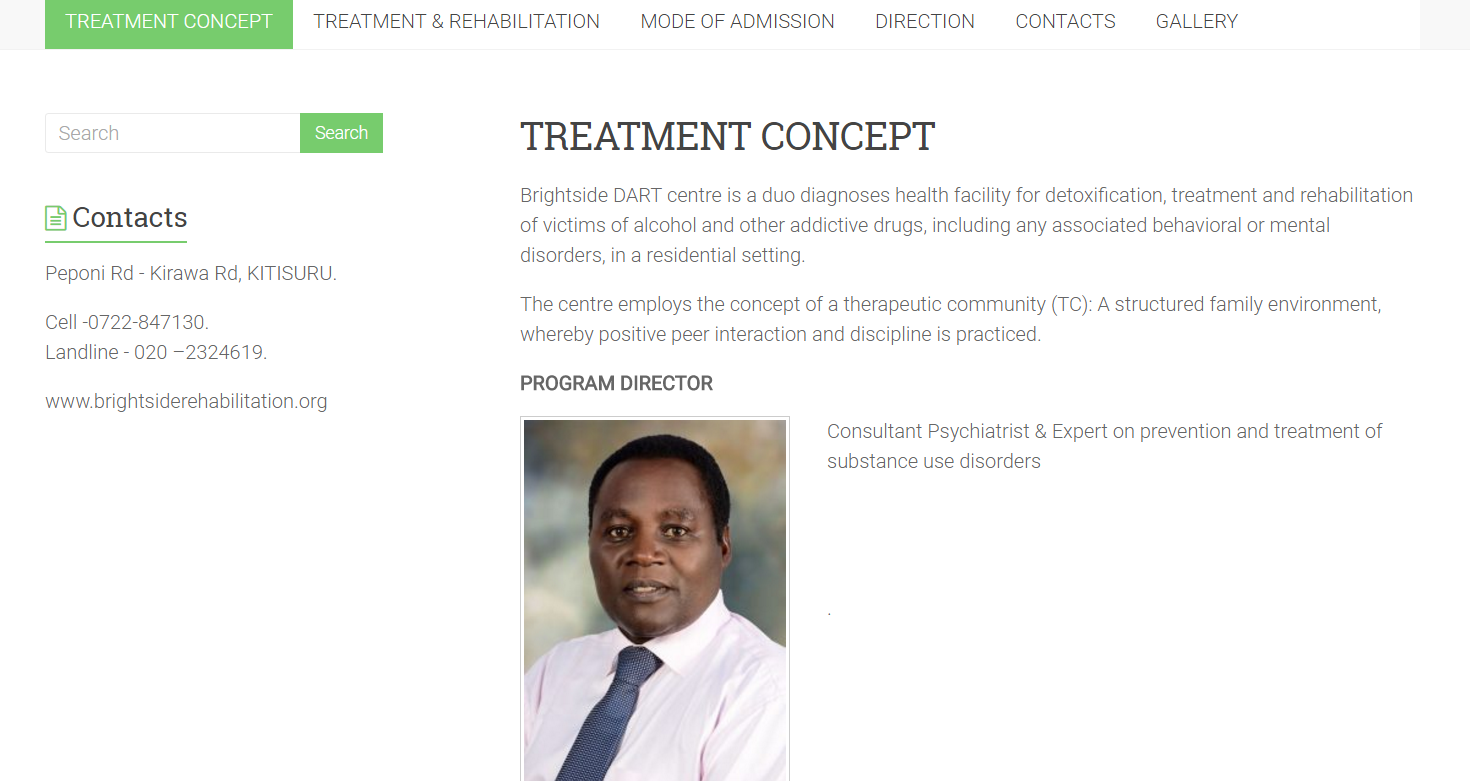 TREATMENT CONCEPT
TREATMENT & REHABILITATION
MODE OF ADMISSION
DIRECTION
CONTACTS
GALLERY
Search
Search
Contacts
Peponi Rd - Kirawa Rd, KITISURU.
Cell -0722-847130.
Landline - 020 –2324619.
www.brightsiderehabilitation.org
TREATMENT CONCEPT
Brightside DART centre is a duo diagnoses health facility for detoxification, treatment and rehabilitation
of victims of alcohol and other addictive drugs, including any associated behavioral or mental
disorders, in a residential setting.
The centre employs the concept of a therapeutic community (TC): A structured family environment,
whereby positive peer interaction and discipline is practiced.
PROGRAM DIRECTOR
Consultant Psychiatrist & Expert on prevention and treatment of
substance use disorders
.